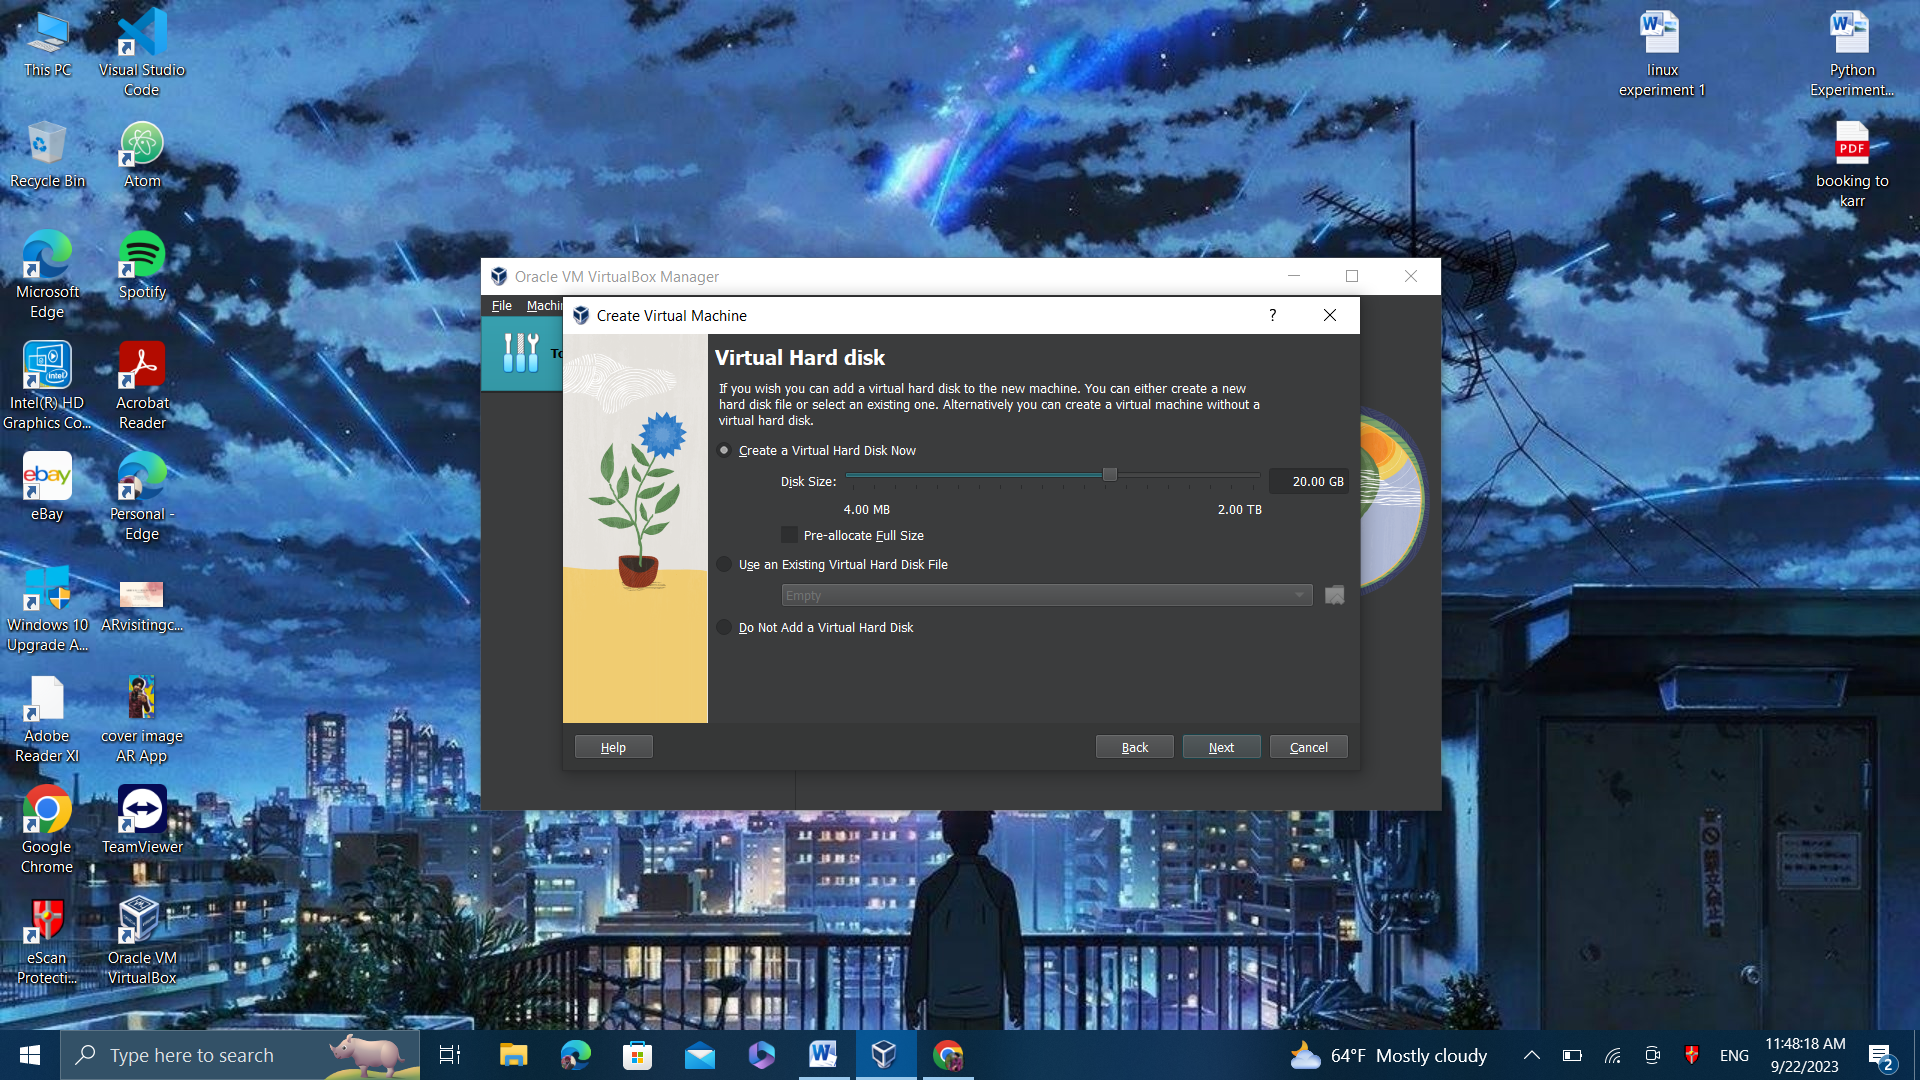 This PC
Visual Studio
Code
Recycle Bin
Atom
Microsoft
Edge
Spotify
Intel(R) HD
Graphics Co...
Acrobat
Reader
eBay
Personal -
Edge
Windows 10
Upgrade A...
ARvisitingc...
Adobe
Reader XI
cover image
AR App
Google
Chrome
TeamViewer
eScan
Protecti...
Oracle VM
VirtualBox
linux
experiment 1
Python
Experiment...
PDF
booking to
karr
Oracle VM VirtualBox Manager
File
Create Virtual Machine
?
Virtual Hard disk
If you wish you can add a virtual hard disk to the new machine. You can either create a new
hard disk file or select an existing one. Alternatively you can create a virtual machine without a
virtual hard disk.
Create a Virtual Hard Disk Now
Disk Size:
20.00 GB
4.00 MB
2.00 TB
Pre-allocate Full Size
Use an Existing Virtual Hard Disk File
Empty
Do Not Add a Virtual Hard Disk
Help
Back
Next
Cancel
Type here to search
64°F Mostly cloudy
ENG
11:48:18 AM
9/22/2023
2